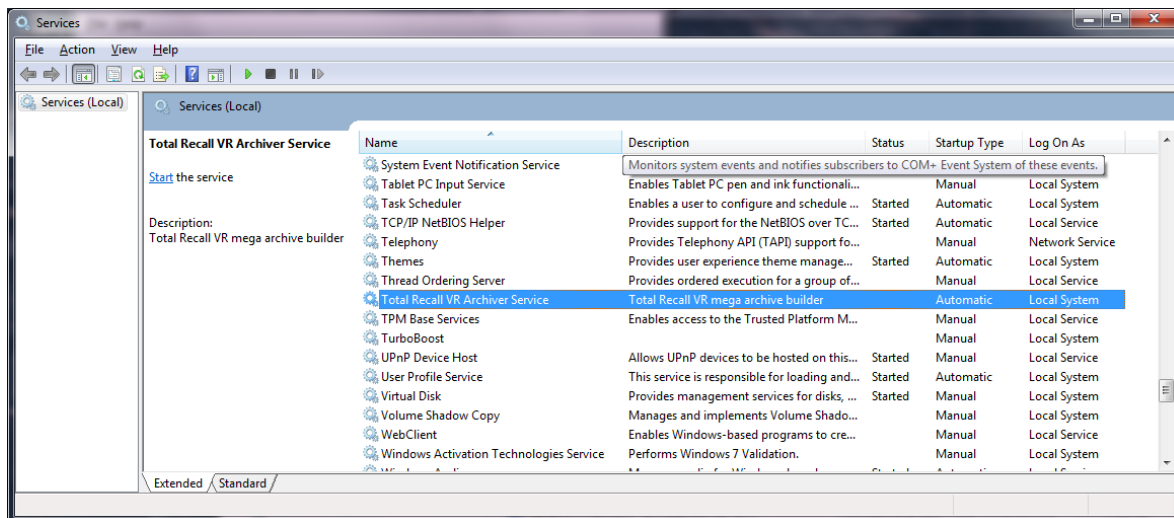 Services
File Action View Help
Services (Local)
Services (Local)
Total Recall VR Archiver Service
Start the service
Description:
Total Recall VR mega archive builder
Name Description Status Startup Type Log On As
System Event Notification Service Monitors system events and notifies subscribers to COM+ Event System of these events.
Tablet PC Input Service Enables Tablet PC pen and ink functionali... Manual Local System
Task Scheduler Enables a user to configure and schedule ... Started Automatic Local System
TCP/IP NetBIOS Helper Provides support for the NetBIOS over TC... Started Automatic Local Service
Telephony Provides Telephony API (TAPI) support fo... Manual Network Service
Themes Provides user experience theme manage... Started Automatic Local System
Thread Ordering Server Provides ordered execution for a group of... Manual Local Service
Total Recall VR Archiver Service Total Recall VR mega archive builder Automatic Local System
TPM Base Services Enables access to the Trusted Platform M... Manual Local Service
TurboBoost Manual Local System
UPnP Device Host Allows UPnP devices to be hosted on this... Started Manual Local Service
User Profile Service This service is responsible for loading and... Started Automatic Local System
Virtual Disk Provides management services for disks, ... Started Manual Local System
Volume Shadow Copy Manages and implements Volume Shado... Manual Local System
WebClient Enables Windows-based programs to cre... Manual Local Service
Windows Activation Technologies Service Performs Windows 7 Validation. Manual Local System
Extended Standard